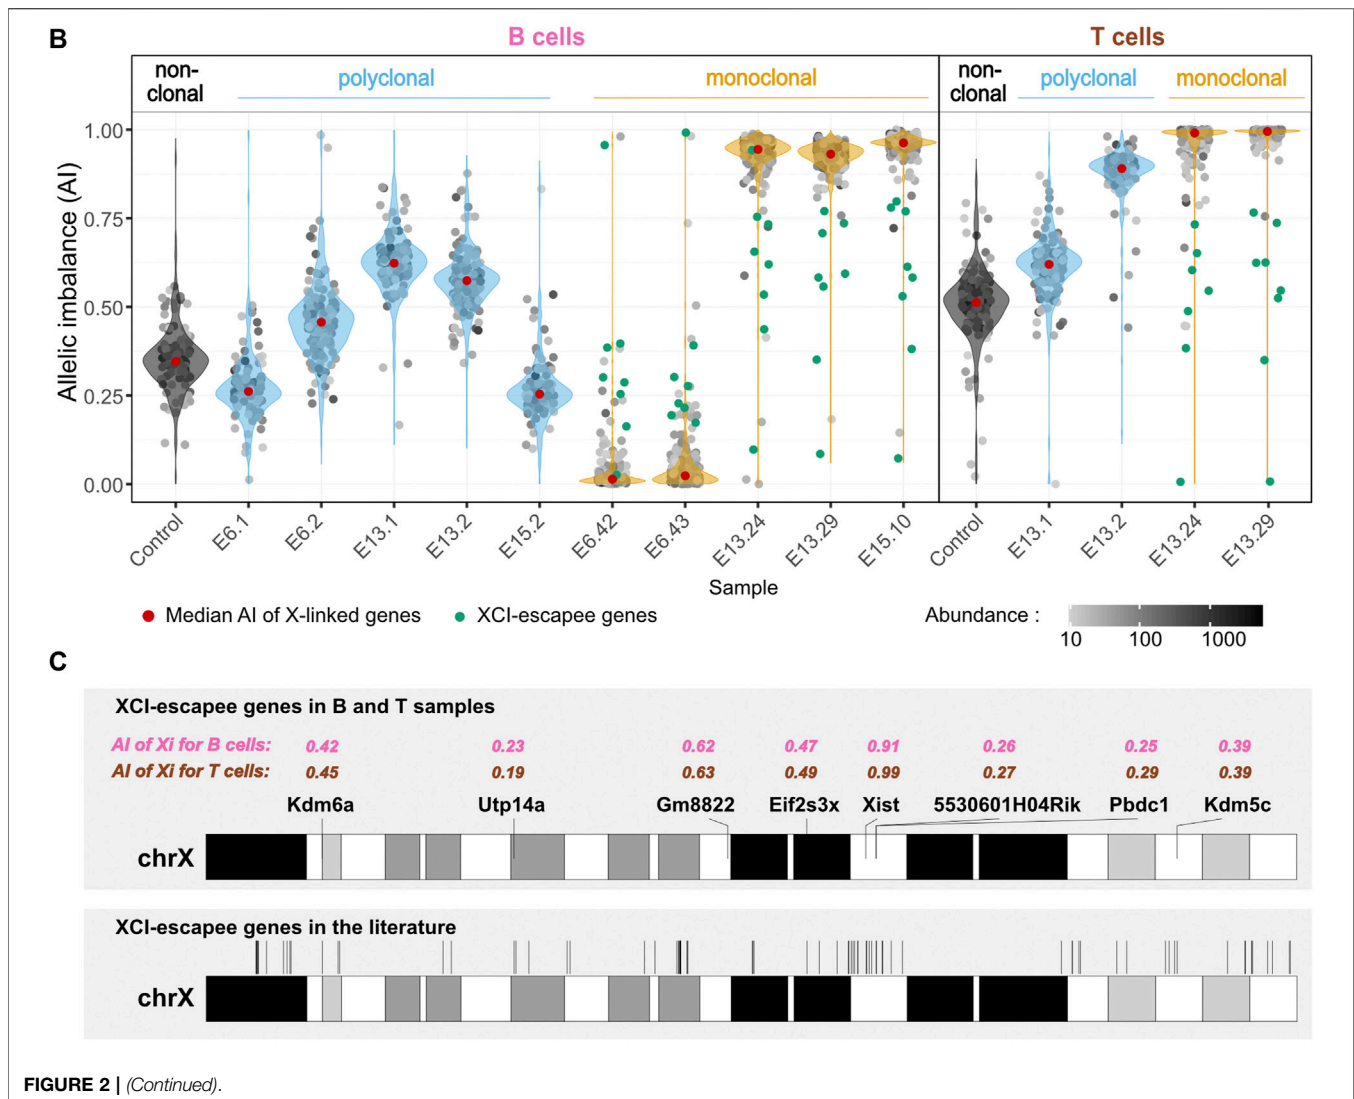 B
B cells
T cells
non-
clonal
polyclonal
monoclonal
non-
clonal
polyclonal
monoclonal
Allelic imbalance (AI)
1.00
0.75
0.50
0.25
0.00
Control
E6.1
E6.2
E13.1
E13.2
E15.2
E6.42
E6.43
E13.24
E13.29
E15.10
Control
E13.1
E13.2
E13.24
E13.29
Sample
Median AI of X-linked genes
XCI-escapee genes
Abundance :
10 100 1000
C
XCI-escapee genes in B and T samples
AI of Xi for B cells: 0.42 0.23 0.62 0.47 0.91 0.26 0.25 0.39
AI of Xi for T cells: 0.45 0.19 0.63 0.49 0.99 0.27 0.29 0.39
Kdm6a Utp14a Gm8822 Eif2s3x Xist 5530601H04Rik Pbdc1 Kdm5c
chrX
XCI-escapee genes in the literature
chrX
FIGURE 2 | (Continued).